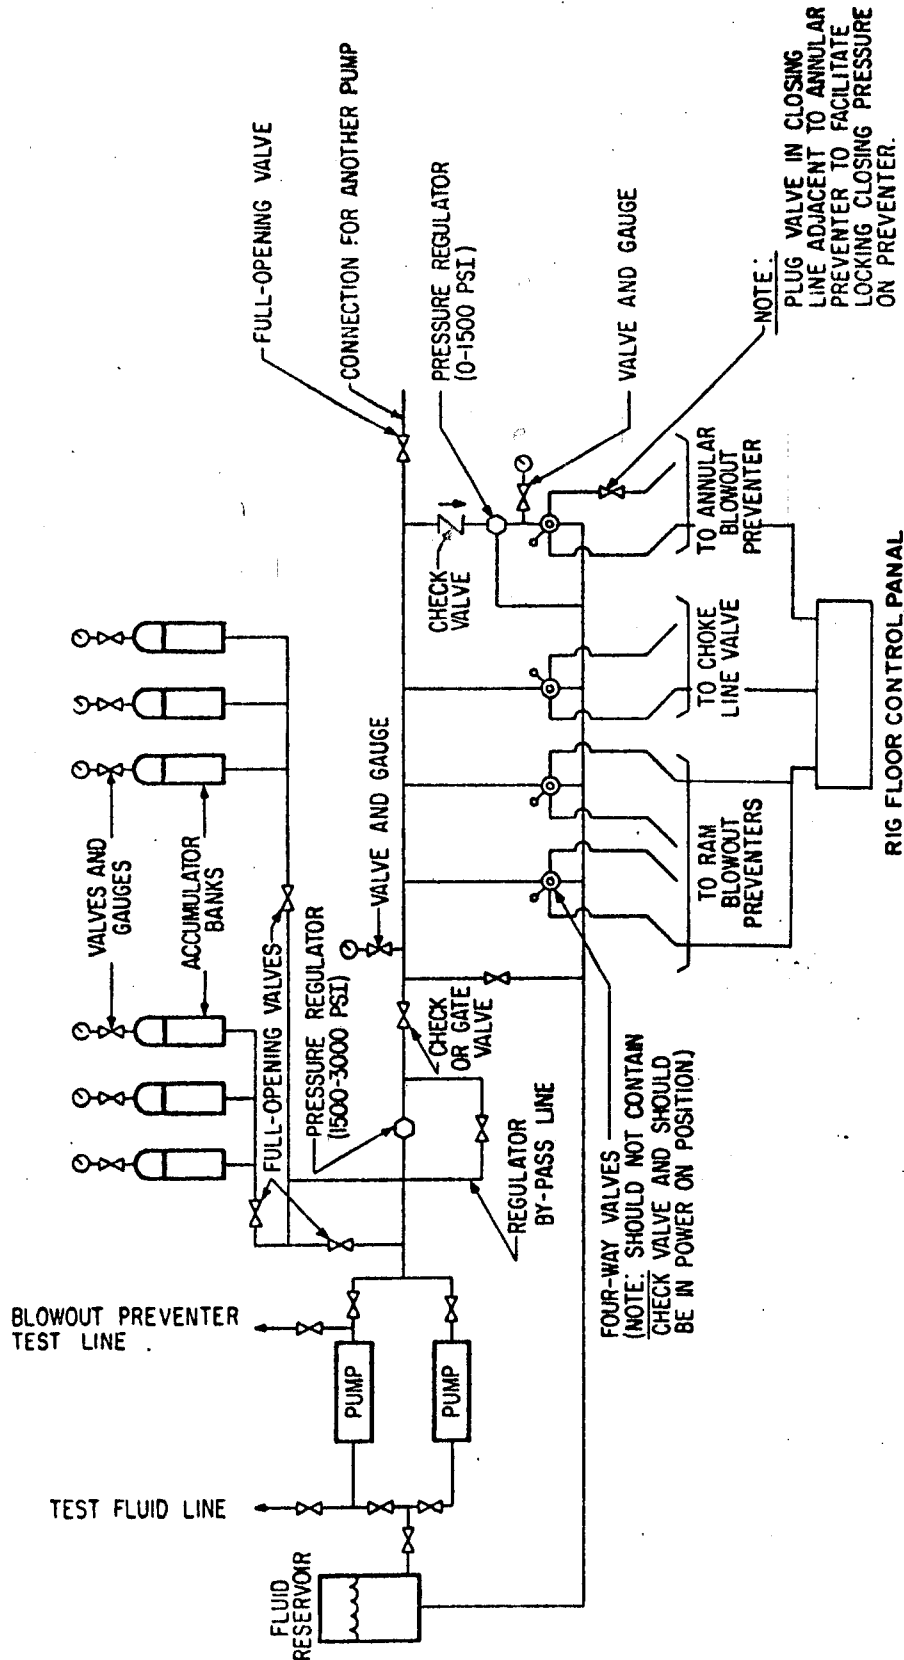 BLOWOUT PREVENTER
TEST LINE
TEST FLUID LINE
FLUID
RESERVOIR
PUMP
PUMP
VALVES AND
GAUGES
ACCUMULATOR
BANKS
FULL-OPENING VALVES
PRESSURE REGULATOR
(1500-3000 PSI)
VALVE AND GAUGE
CHECK
OR GATE
VALVE
REGULATOR
BY-PASS LINE
FOUR-WAY VALVES
(NOTE: SHOULD NOT CONTAIN
CHECK VALVE AND SHOULD
BE IN POWER ON POSITION)
FULL-OPENING VALVE
CONNECTION FOR ANOTHER PUMP
PRESSURE REGULATOR
(0-1500 PSI)
CHECK
VALVE
VALVE AND GAUGE
NOTE:
PLUG VALVE IN CLOSING
LINE ADJACENT TO ANNULAR
PREVENTER TO FACILITATE
LOCKING CLOSING PRESSURE
ON PREVENTER.
TO RAM
BLOWOUT
PREVENTERS
TO CHOKE
LINE VALVE
TO ANNULAR
BLOWOUT
PREVENTER
RIG FLOOR CONTROL PANAL